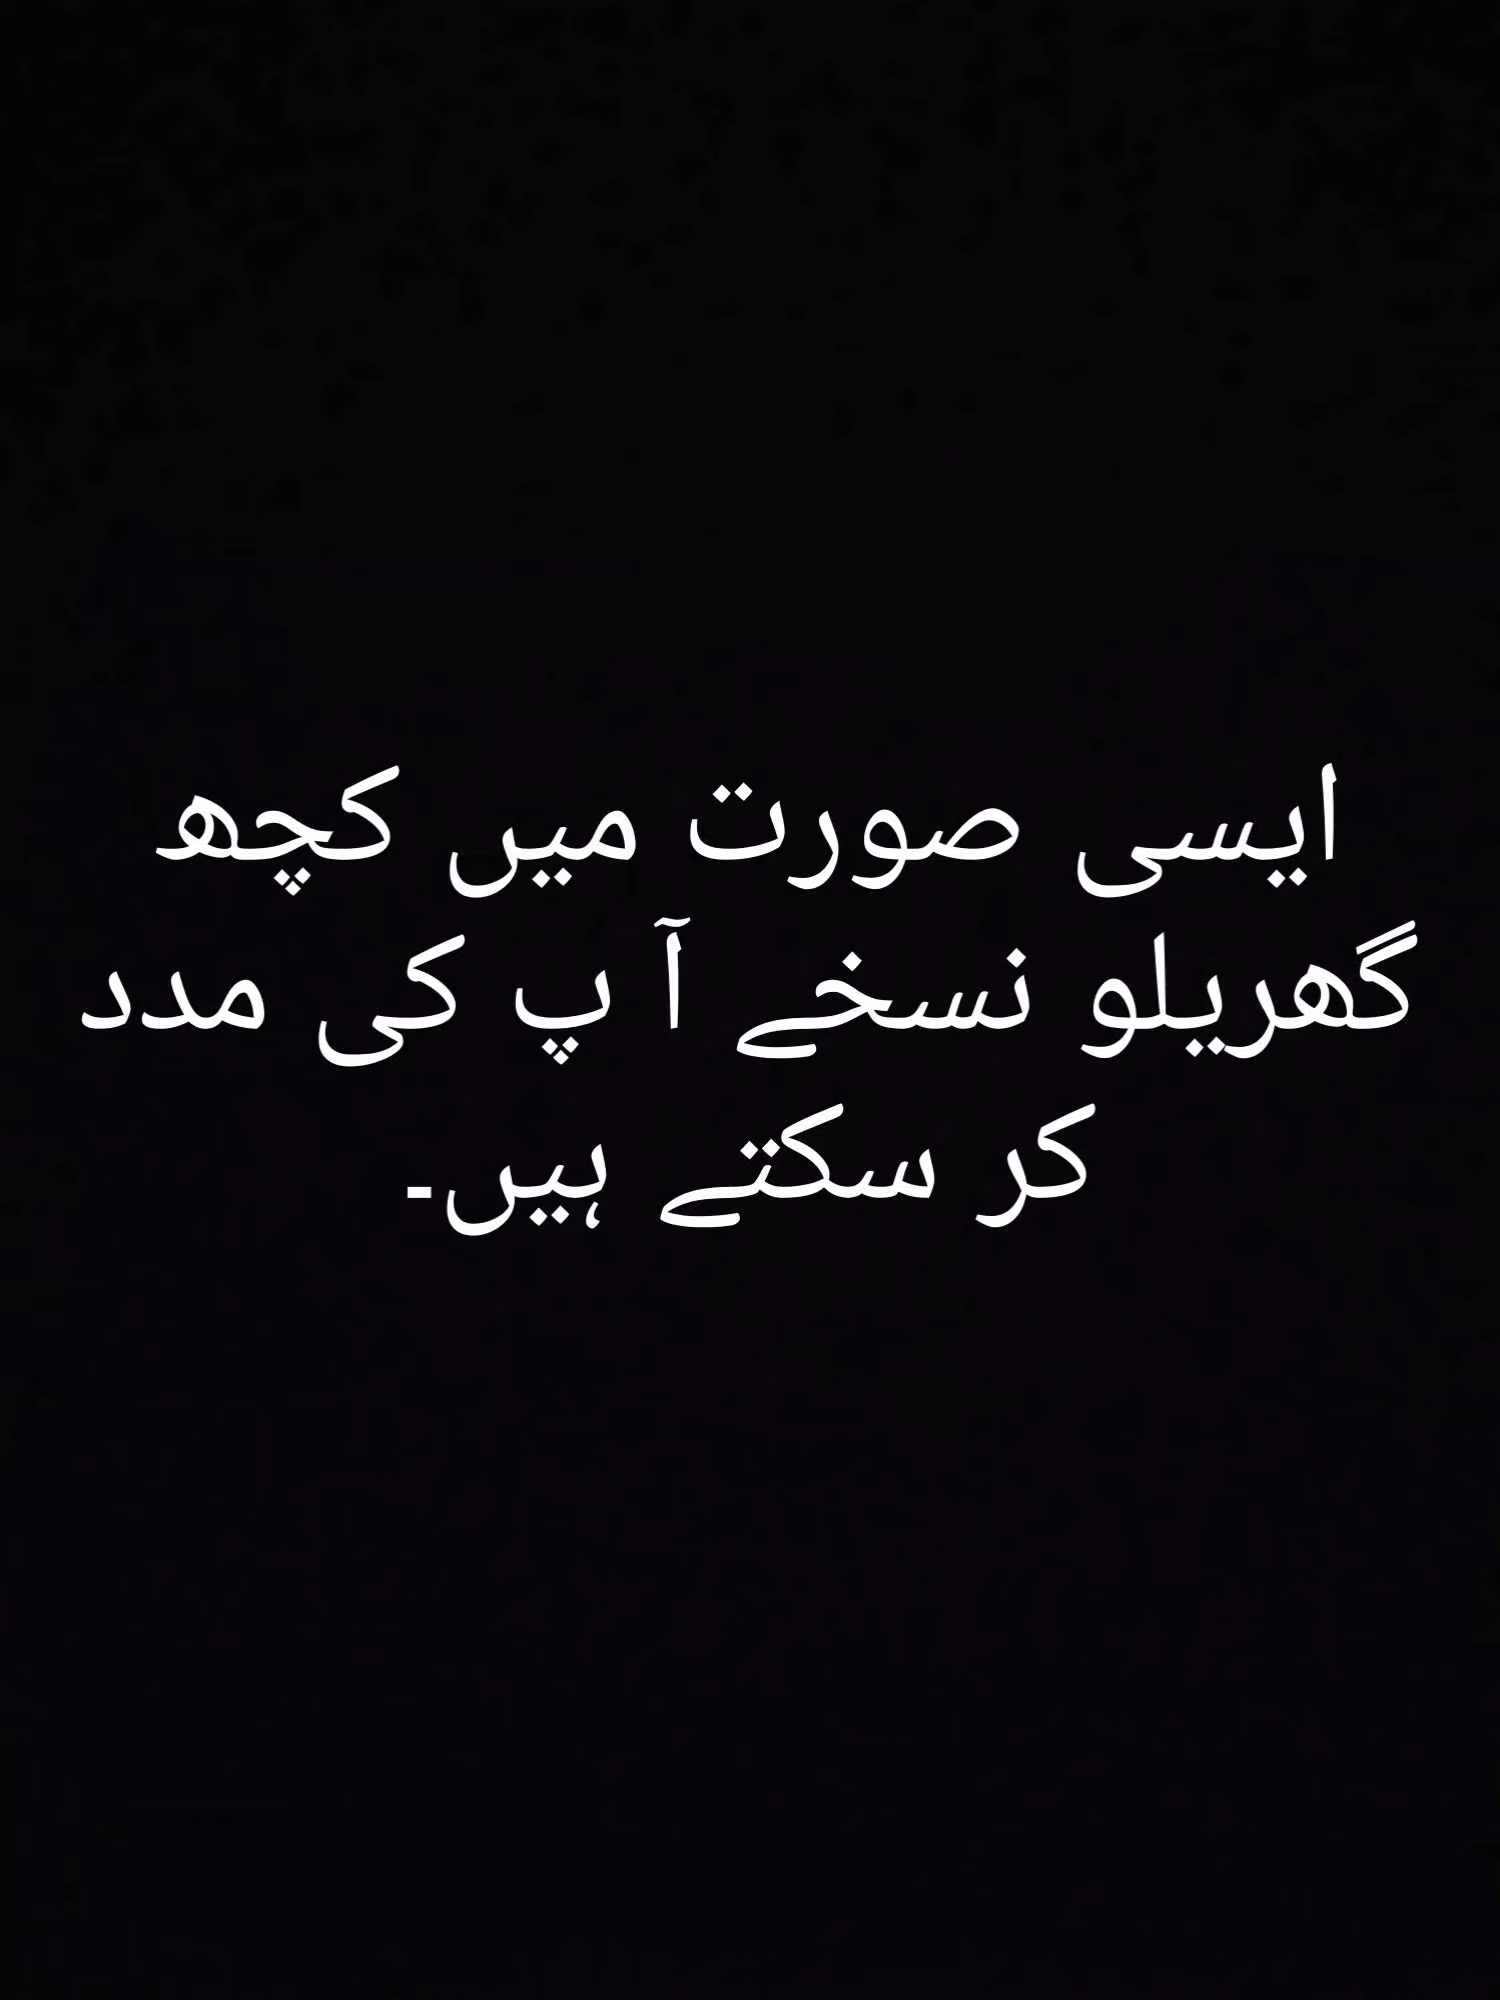 ایسی صورت میں کچھ
گھریلو نسخے آ پ کی مدد
کر سکتے ہیں۔